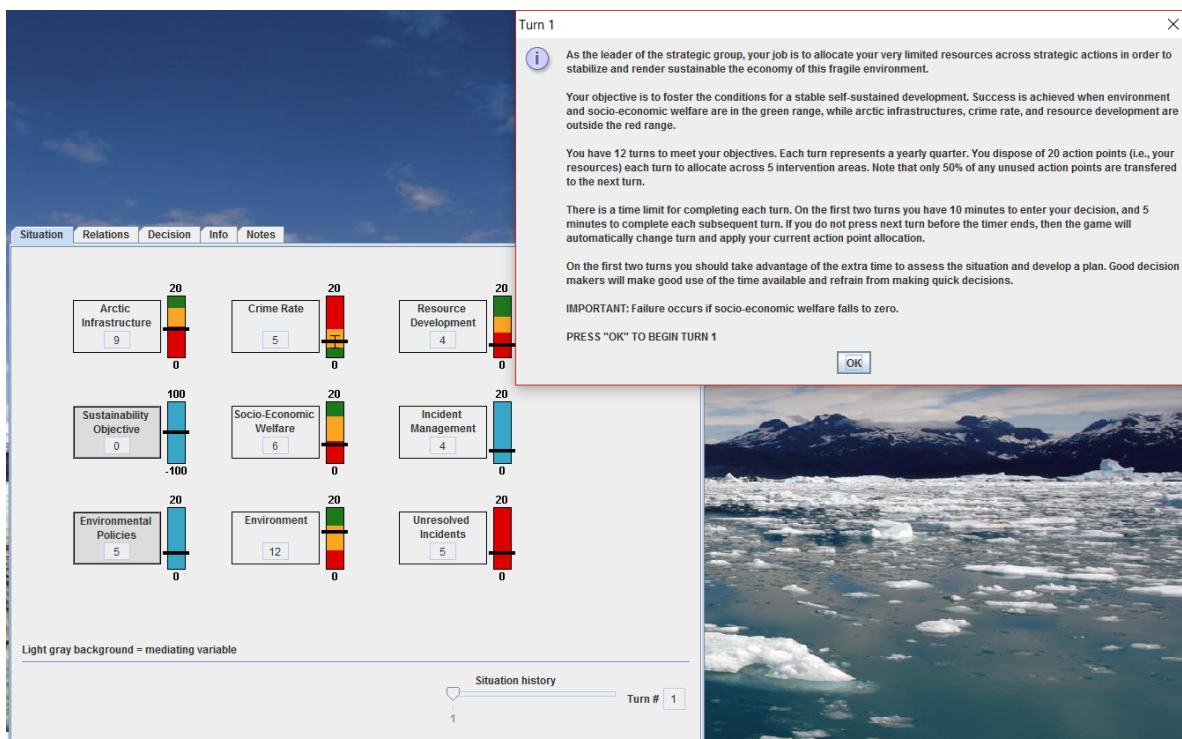 Turn 1
As the leader of the strategic group, your job is to allocate your very limited resources across strategic actions in order to
stabilize and render sustainable the economy of this fragile environment.
Your objective is to foster the conditions for a stable self-sustained development. Success is achieved when environment
and socio-economic welfare are in the green range, while arctic infrastructures, crime rate, and resource development are
outside the red range.
You have 12 turns to meet your objectives. Each turn represents a yearly quarter. You dispose of 20 action points (i.e., your
resources) each turn to allocate across 5 intervention areas. Note that only 50% of any unused action points are transfered
to the next turn.
There is a time limit for completing each turn. On the first two turns you have 10 minutes to enter your decision, and 5
minutes to complete each subsequent turn. If you do not press next turn before the timer ends, then the game will
automatically change turn and apply your current action point allocation.
On the first two turns you should take advantage of the extra time to assess the situation and develop a plan. Good decision
makers will make good use of the time available and refrain from making quick decisions.
IMPORTANT: Failure occurs if socio-economic welfare falls to zero.
PRESS "OK" TO BEGIN TURN 1
OK
Situation Relations Decision Info Notes
20 20 20
Arctic
Infrastructure
9
0
Crime Rate
5
0
Resource
Development
4
0
100 20 20
Sustainability
Objective
0
-100
Socio-Economic
Welfare
6
0
Incident
Management
4
0
20 20 20
Environmental
Policies
5
0
Environment
12
0
Unresolved
Incidents
5
0
Light gray background = mediating variable
Situation history
1
Turn # 1